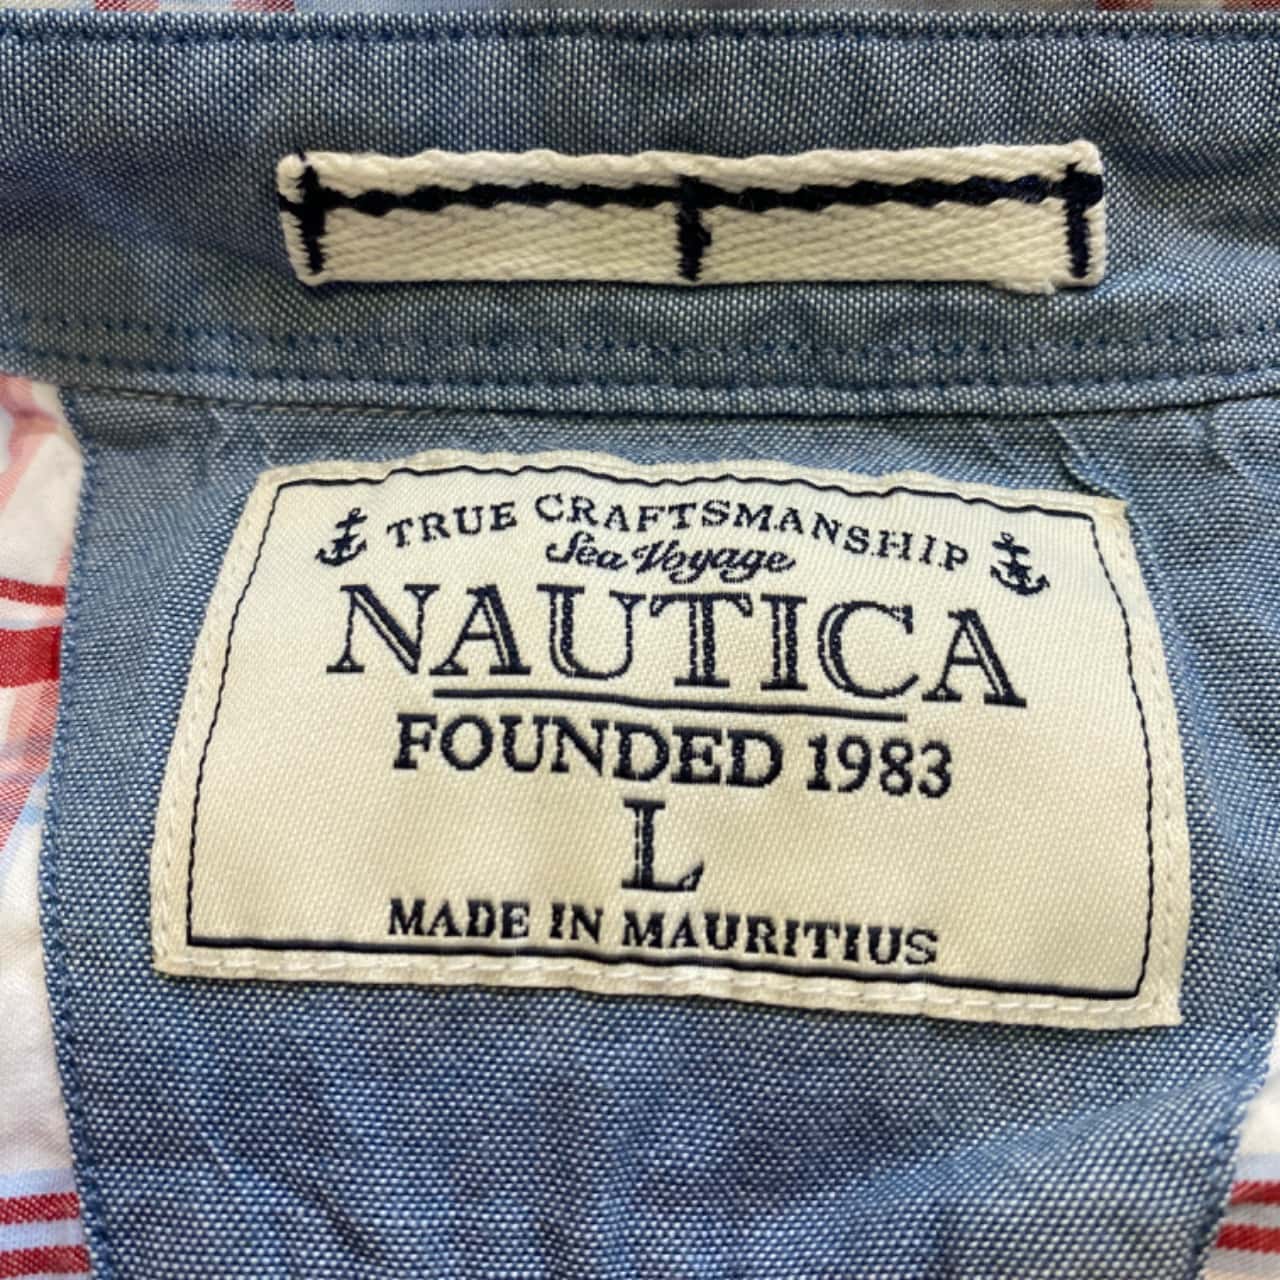 TRUE CRAFTSMANSHIP
Sea Voyage
NAUTICA
FOUNDED 1983
L
MADE IN MAURITIUS